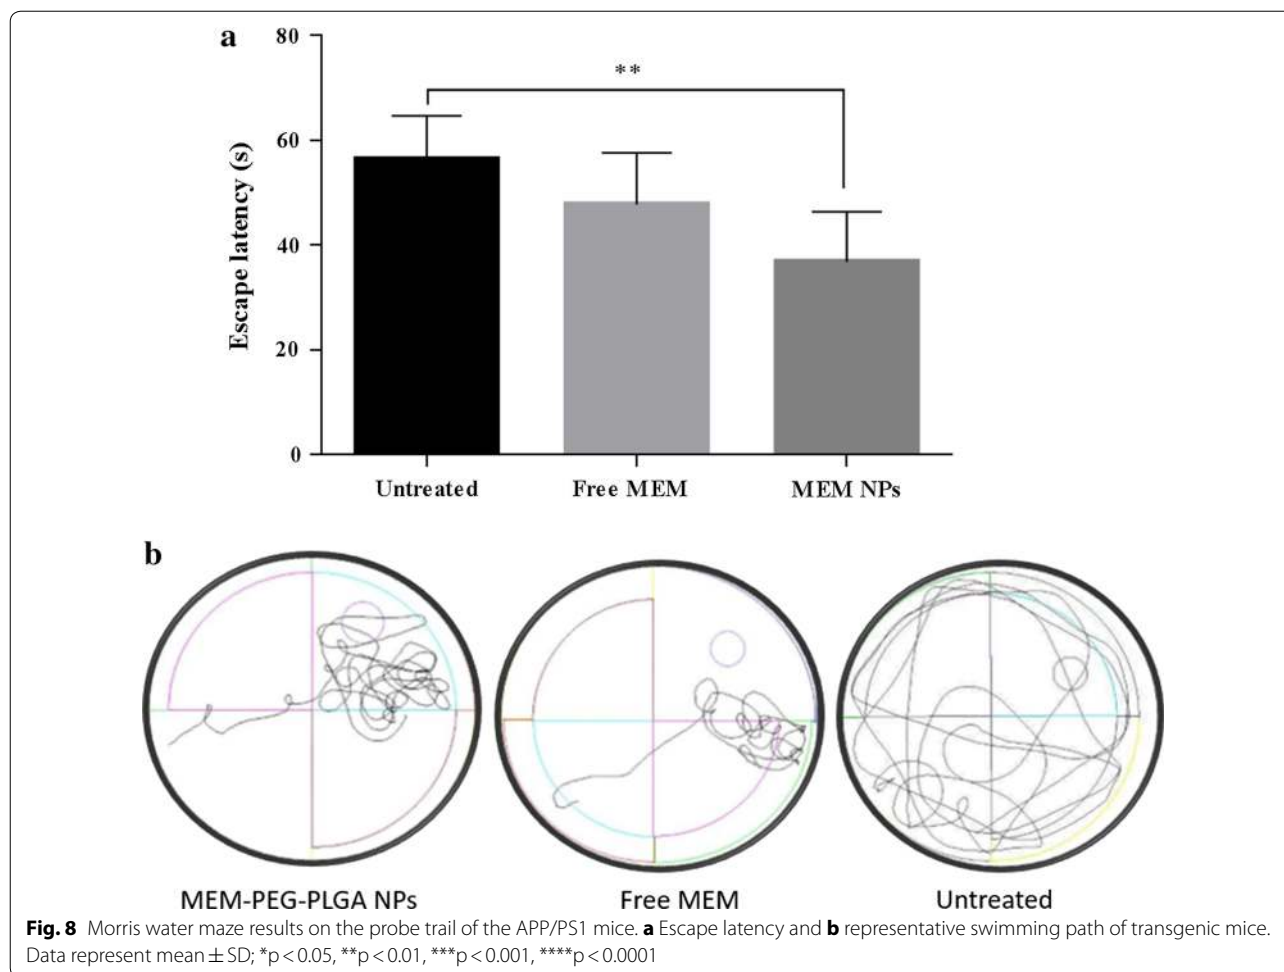 a
80
**
60
40
20
0
Escape latency (s)
Untreated Free MEM MEM NPs
b
MEM-PEG-PLGA NPs Free MEM Untreated
Fig. 8 Morris water maze results on the probe trail of the APP/PS1 mice. a Escape latency and b representative swimming path of transgenic mice.
Data represent mean ± SD; *p < 0.05, **p < 0.01, ***p < 0.001, ****p < 0.0001